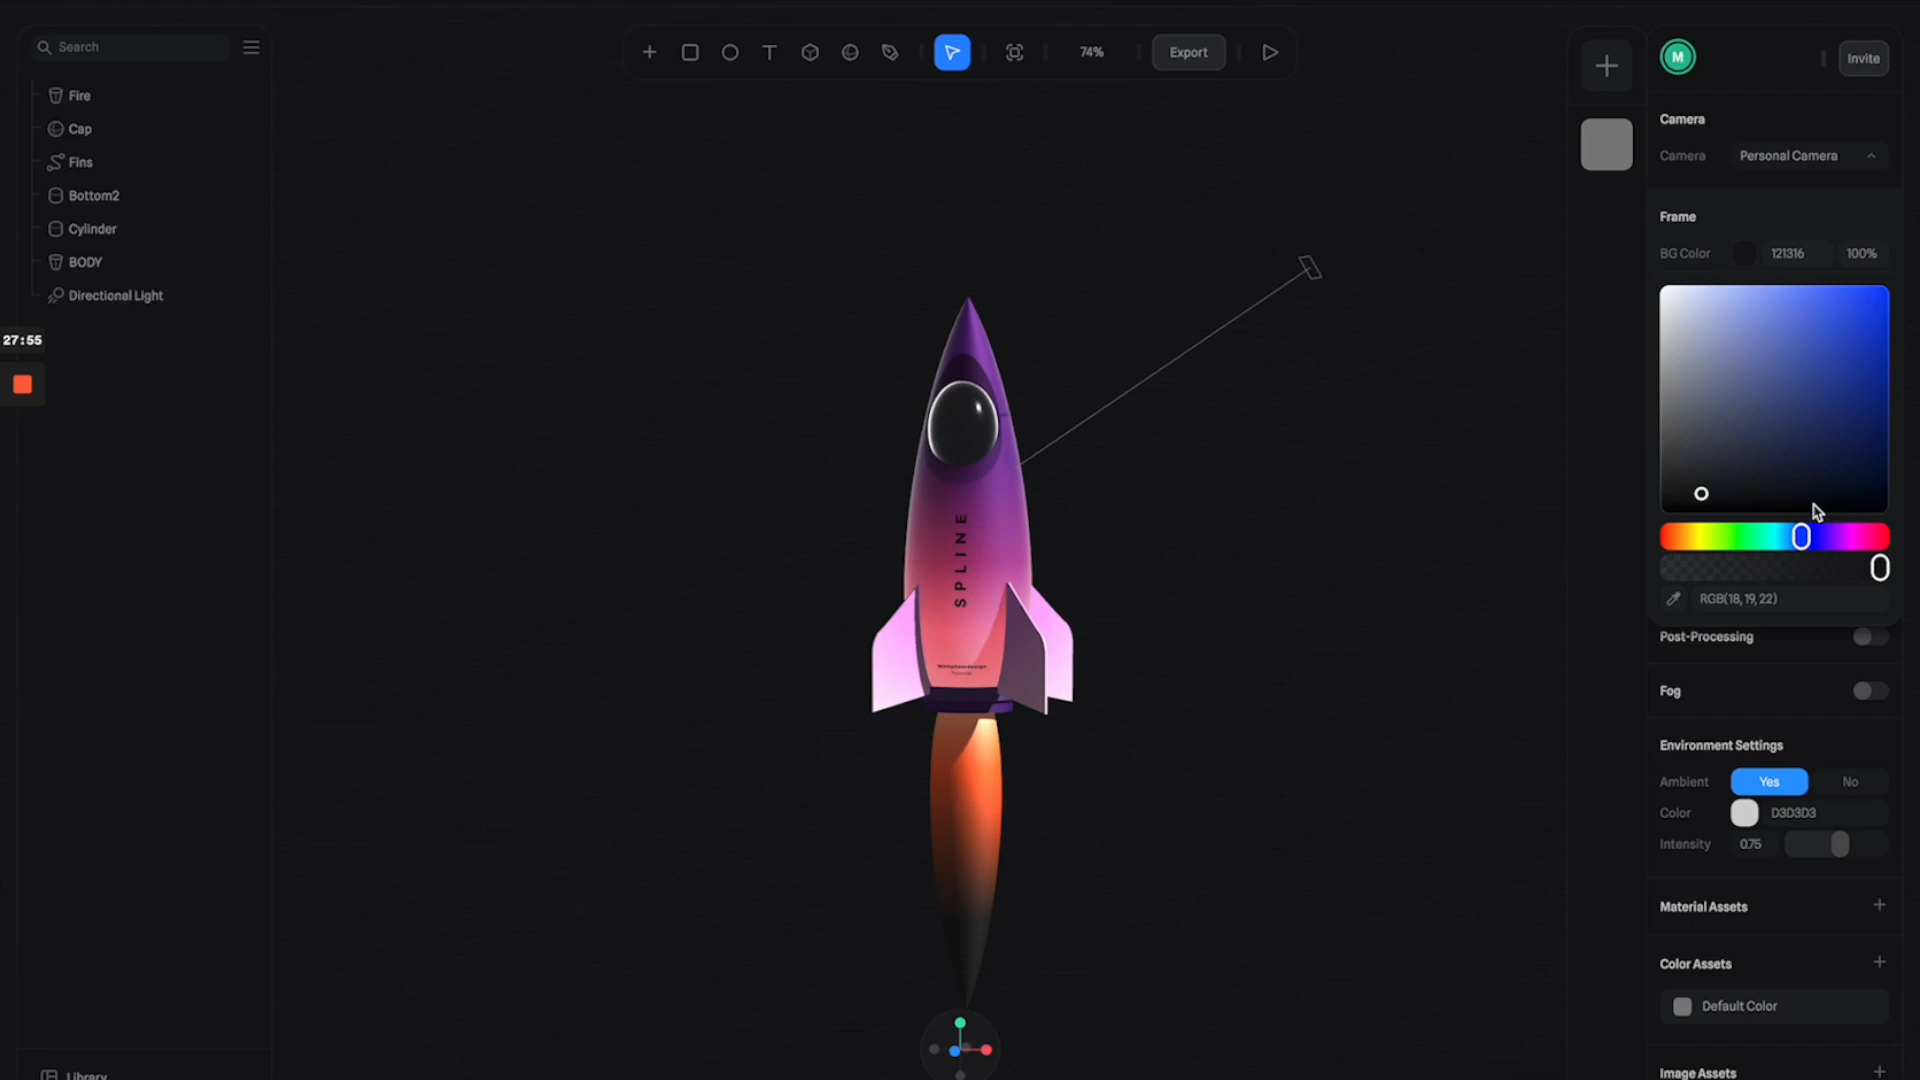 Search
Fire
Cap
Fins
Bottom2
Cylinder
BODY
Directional Light
27:55
74%
Export
M
Invite
Camera
Camera
Personal Camera
Frame
BG Color
121316
100%
RGB(18, 19, 22)
Post-Processing
Fog
Environment Settings
Ambient
Yes
No
Color
D3D3D3
Intensity
0.75
Material Assets
Color Assets
Default Color
Image Assets
Library
SPLINE